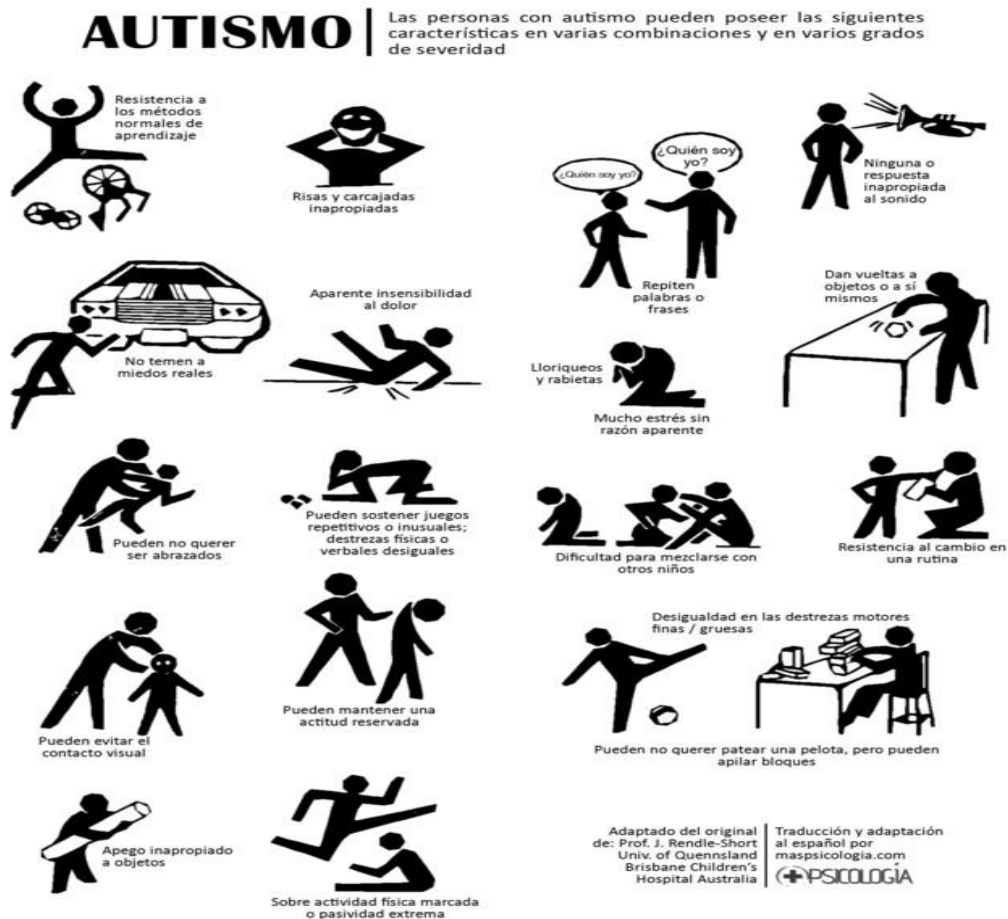 AUTISMO
Las personas con autismo pueden poseer las siguientes
características en varias combinaciones y en varios grados
de severidad
Resistencia a
los métodos
normales de
aprendizaje
Risas y carcajadas
inapropiadas
¿Quién soy yo?
¿Quién soy
yo?
Repiten
palabras o
frases
Ninguna o
respuesta
inapropiada
al sonido
No temen a
miedos reales
Aparente insensibilidad
al dolor
Lloriqueos
y rabietas
Mucho estrés sin
razón aparente
Dan vueltas a
objetos o a sí
mismos
Pueden no querer
ser abrazados
Pueden sostener juegos
repetitivos o inusuales;
destrezas físicas o
verbales desiguales
Dificultad para mezclarse con
otros niños
Resistencia al cambio en
una rutina
Pueden evitar el
contacto visual
Pueden mantener una
actitud reservada
Desigualdad en las destrezas motores
finas / gruesas
Pueden no querer patear una pelota, pero pueden
apilar bloques
Apego inapropiado
a objetos
Sobre actividad física marcada
o pasividad extrema
Adaptado del original
de: Prof. J. Rendle-Short
Univ. of Quennsland
Brisbane Children's
Hospital Australia
Traducción y adaptación
al español por
maspsicologia.com
+PSICOLOGÍA